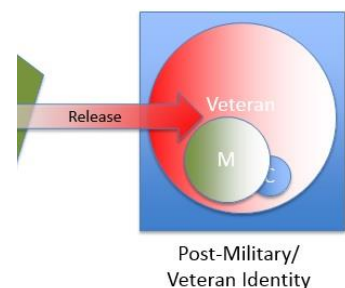 Veteran
Release
M
C
Post-Military/
Veteran Identity